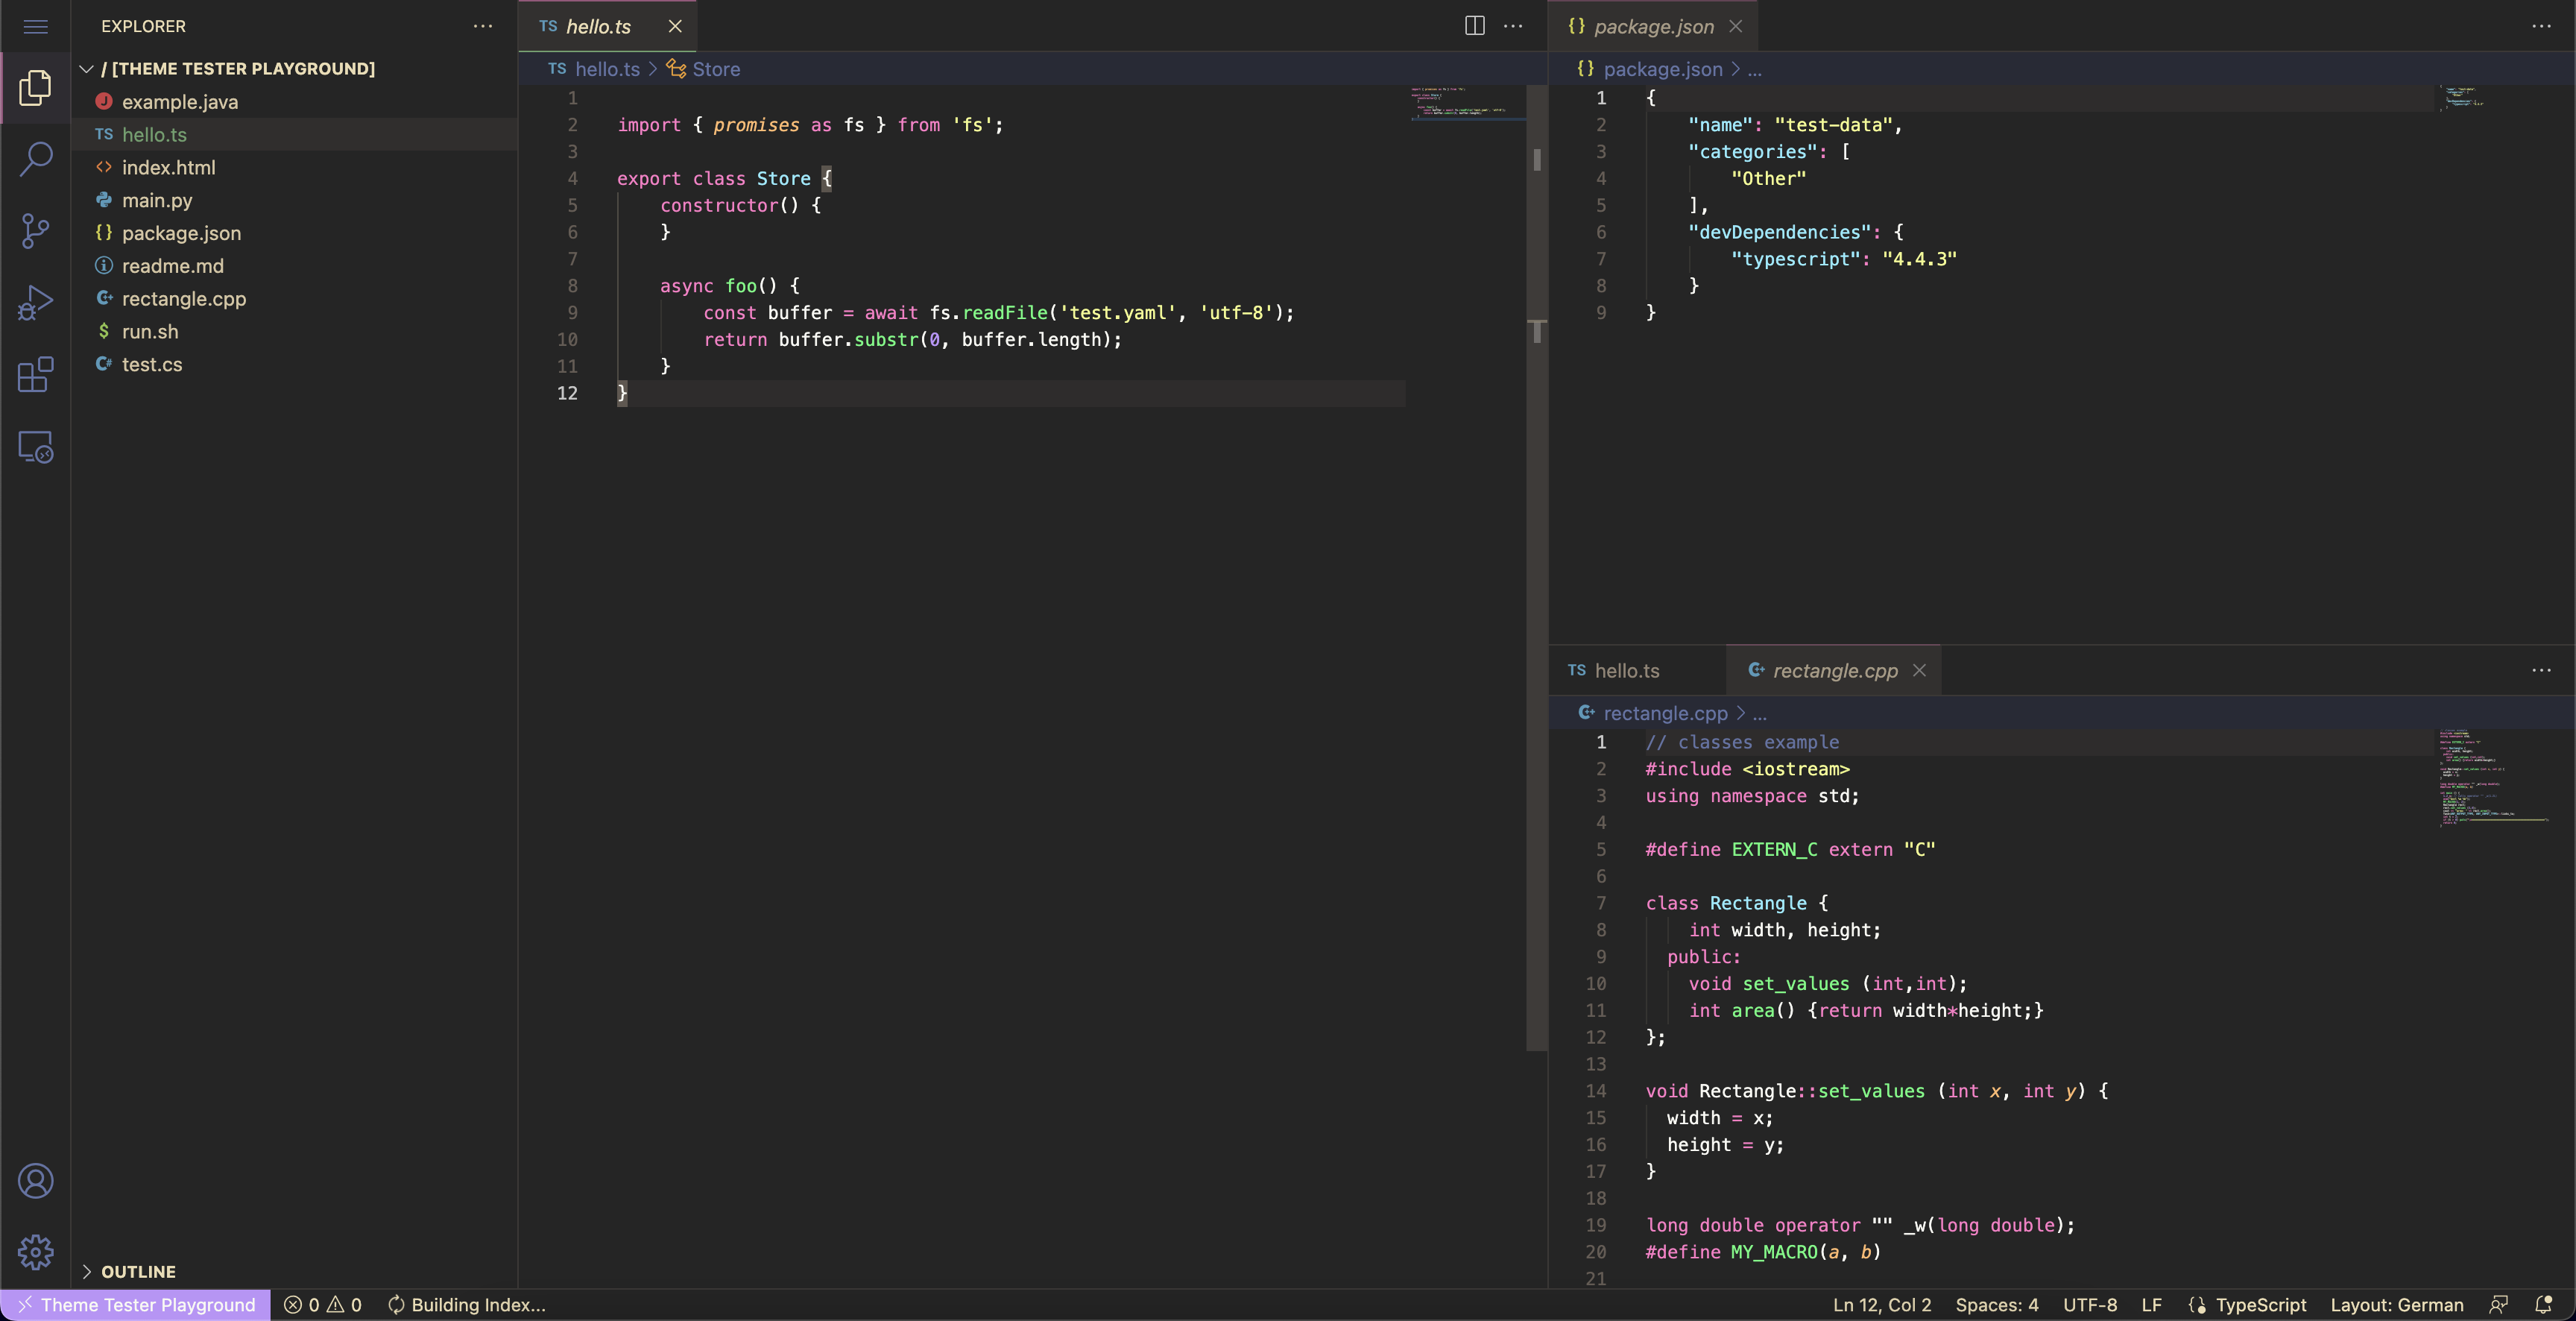 EXPLORER
/ [THEME TESTER PLAYGROUND]
J example.java
TS hello.ts
<> index.html
main.py
{} package.json
readme.md
C+ rectangle.cpp
$ run.sh
C# test.cs
OUTLINE
TS hello.ts
TS hello.ts > Store
1
2 import { promises as fs } from 'fs';
3
4 export class Store {
5 constructor() {
6 }
7
8 async foo() {
9 const buffer = await fs.readFile('test.yaml', 'utf-8');
10 return buffer.substr(0, buffer.length);
11 }
12 }
{} package.json
{} package.json > ...
1 {
2 "name": "test-data",
3 "categories": [
4 "Other"
5 ],
6 "devDependencies": {
7 "typescript": "4.4.3"
8 }
9 }
TS hello.ts C+ rectangle.cpp
C+ rectangle.cpp > ...
1 // classes example
2 #include <iostream>
3 using namespace std;
4
5 #define EXTERN_C extern "C"
6
7 class Rectangle {
8 int width, height;
9 public:
10 void set_values (int,int);
11 int area() {return width*height;}
12 };
13
14 void Rectangle::set_values (int x, int y) {
15 width = x;
16 height = y;
17 }
18
19 long double operator "" _w(long double);
20 #define MY_MACRO(a, b)
21
Theme Tester Playground 0 0 Building Index... Ln 12, Col 2 Spaces: 4 UTF-8 LF TypeScript Layout: German